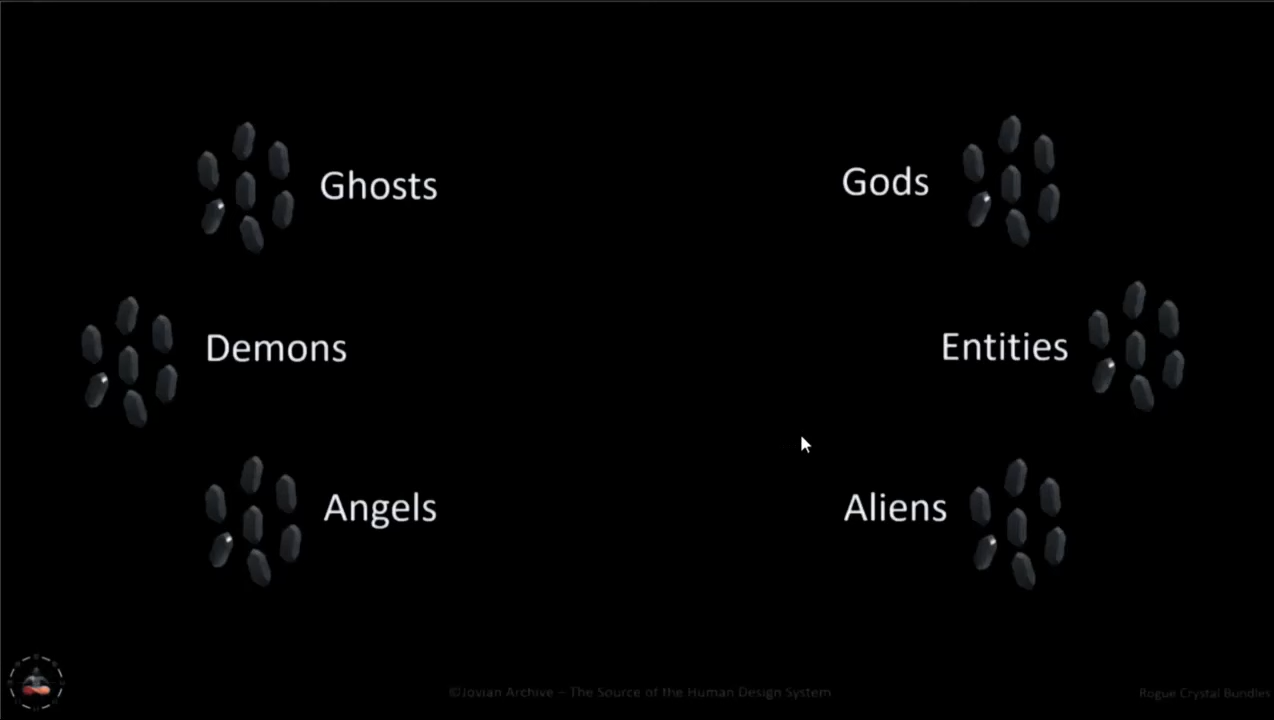 Ghosts
Gods
Demons
Entities
Angels
Aliens
©Jovian Archive – The Source of the Human Design System
Rogue Crystal Bundles